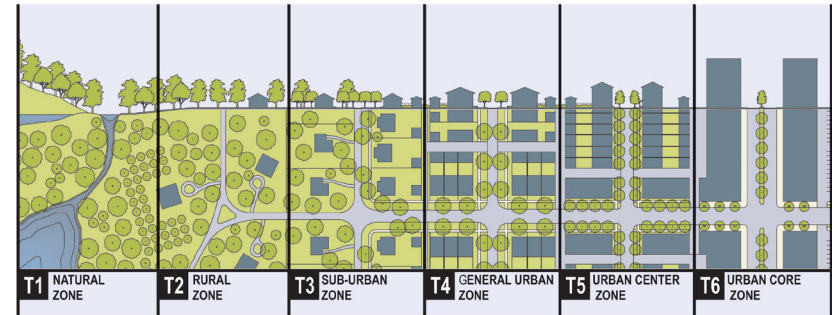 T1 NATURAL
ZONE
T2 RURAL
ZONE
T3 SUB-URBAN
ZONE
T4 GENERAL URBAN
ZONE
T5 URBAN CENTER
ZONE
T6 URBAN CORE
ZONE